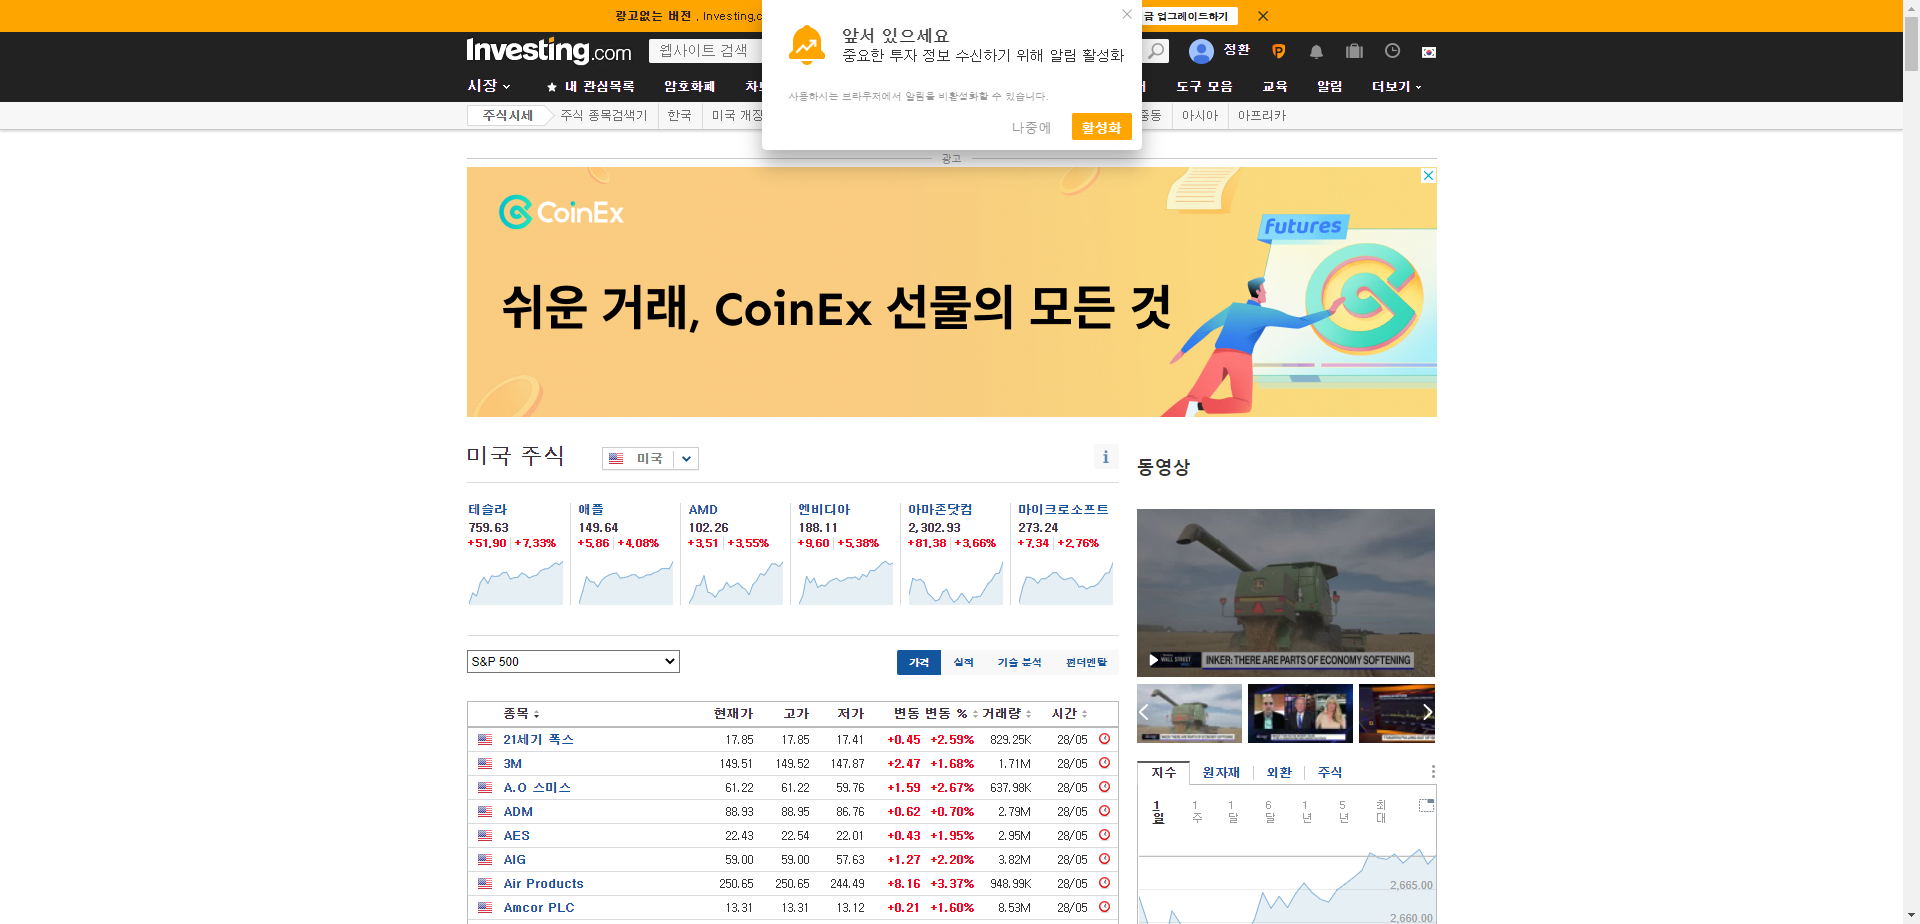 광고없는 버전
앞서 있으세요
중요한 투자 정보 수신하기 위해 알림 활성화
사용하시는 브라우저에서 알림을 비활성화할 수 있습니다.
나중에
활성화
Investing.com
웹사이트 검색
정환
시장
내 관심목록
암호화폐
도구 모음
교육
알림
더보기
주식시세
주식 종목검색기
한국
미국 개장
중동
아시아
아프리카
광고
CoinEx
쉬운 거래, CoinEx 선물의 모든 것
futures
미국 주식
미국
i
동영상
테슬라
759.63
+51.90 +7.33%
애플
149.64
+5.86 +4.08%
AMD
102.26
+3.51 +3.55%
엔비디아
188.11
+9.60 +5.38%
아마존닷컴
2,302.93
+81.38 +3.66%
마이크로소프트
273.24
+7.34 +2.76%
S&P 500
가격
실적
기술 분석
펀더멘탈
종목 현재가 고가 저가 변동 변동 % 거래량 시간
21세기 폭스 17.85 17.85 17.41 +0.45 +2.59% 829.25K 28/05
3M 149.51 149.52 147.87 +2.47 +1.68% 1.71M 28/05
A.O 스미스 61.22 61.22 59.76 +1.59 +2.67% 637.98K 28/05
ADM 88.93 88.95 86.76 +0.62 +0.70% 2.79M 28/05
AES 22.43 22.54 22.01 +0.43 +1.95% 2.95M 28/05
AIG 59.00 59.00 57.63 +1.27 +2.20% 3.82M 28/05
Air Products 250.65 250.65 244.49 +8.16 +3.37% 948.99K 28/05
Amcor PLC 13.31 13.31 13.12 +0.21 +1.60% 8.53M 28/05
WALL STREET
INKER: THERE ARE PARTS OF ECONOMY SOFTENING
지수
원자재
외환
주식
1일
1주
1달
6달
1년
5년
최대
2,665.00
2,660.00